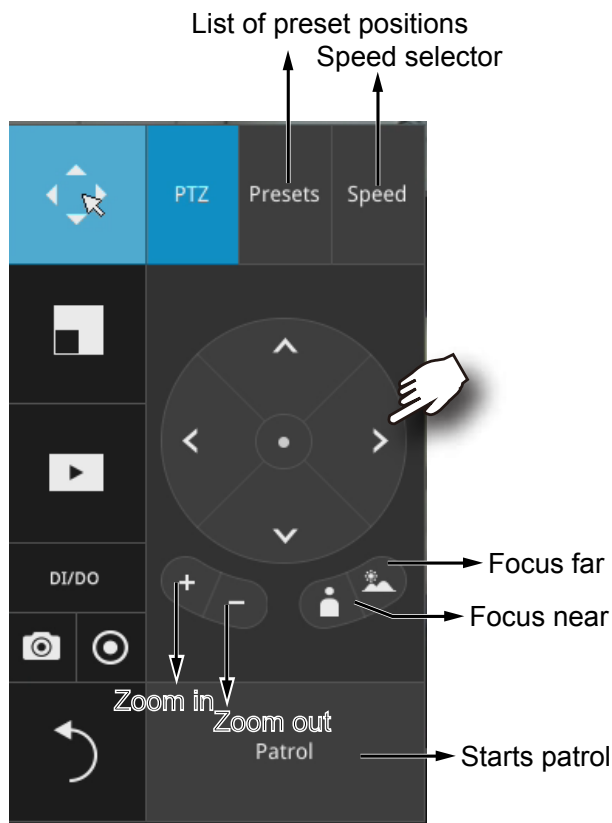 List of preset positions
Speed selector
PTZ
Presets
Speed
DI/DO
Focus far
Focus near
Zoom in
Zoom out
Patrol
Starts patrol